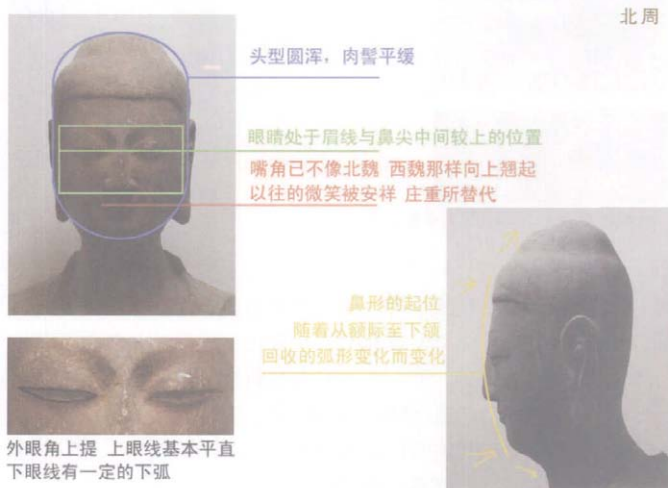 北周
头型圆浑，肉髻平缓
眼睛处于眉线与鼻尖中间较上的位置
嘴角已不像北魏 西魏那样向上翘起
以往的微笑被安祥 庄重所替代
鼻形的起位
随着从额际至下颌
回收的弧形变化而变化
外眼角上提 上眼线基本平直
下眼线有一定的下弧